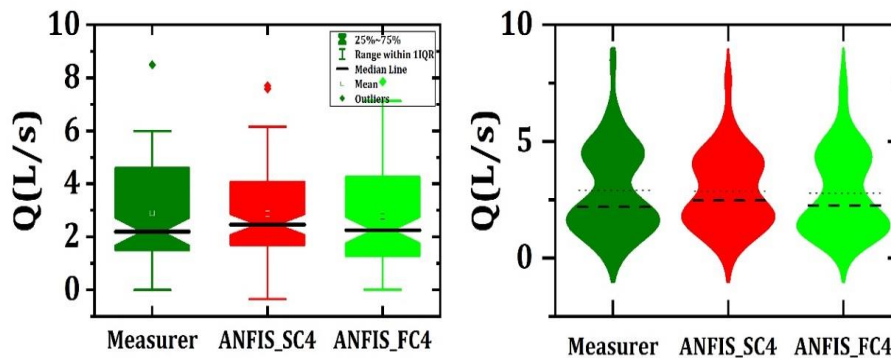 10
8
6
4
2
0
Q(L/s)
25%~75%
Range within 1IQR
Median Line
Mean
Outliers
Measurer ANFIS_SC4 ANFIS_FC4
10
5
0
Q(L/s)
Measurer ANFIS_SC4 ANFIS_FC4